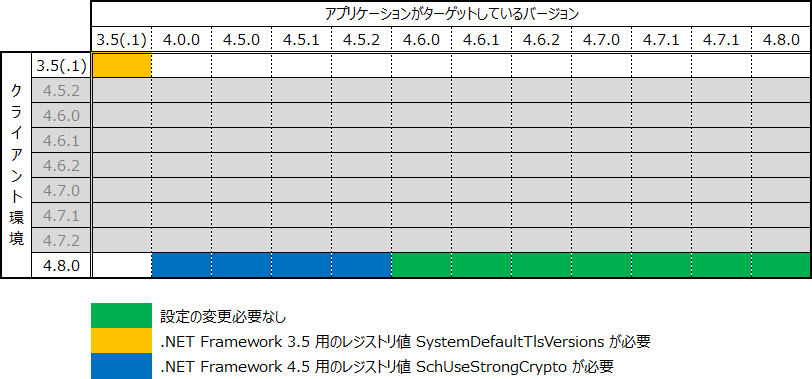 アプリケーションがターゲットしているバージョン
3.5(.1) 4.0.0 4.5.0 4.5.1 4.5.2 4.6.0 4.6.1 4.6.2 4.7.0 4.7.1 4.7.1 4.8.0
クライアント環境
3.5(.1)
4.5.2
4.6.0
4.6.1
4.6.2
4.7.0
4.7.1
4.7.2
4.8.0
設定の変更必要なし
.NET Framework 3.5 用のレジストリ値 SystemDefaultTlsVersions が必要
.NET Framework 4.5 用のレジストリ値 SchUseStrongCrypto が必要